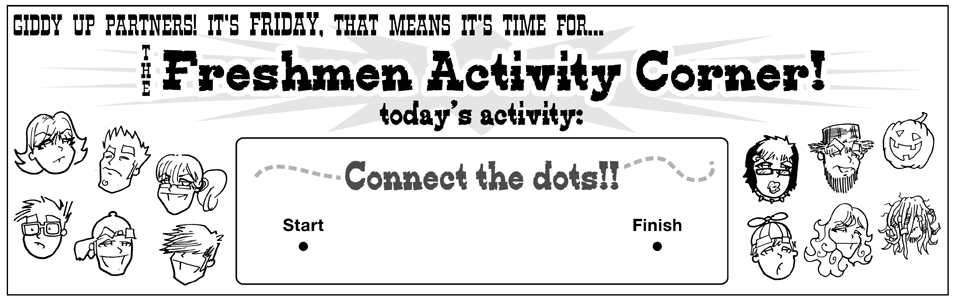 GIDDY UP PARTNERS! IT'S FRIDAY, THAT MEANS IT'S TIME FOR...
THE Freshmen Activity Corner!
today's activity:
Connect the dots!!
Start Finish